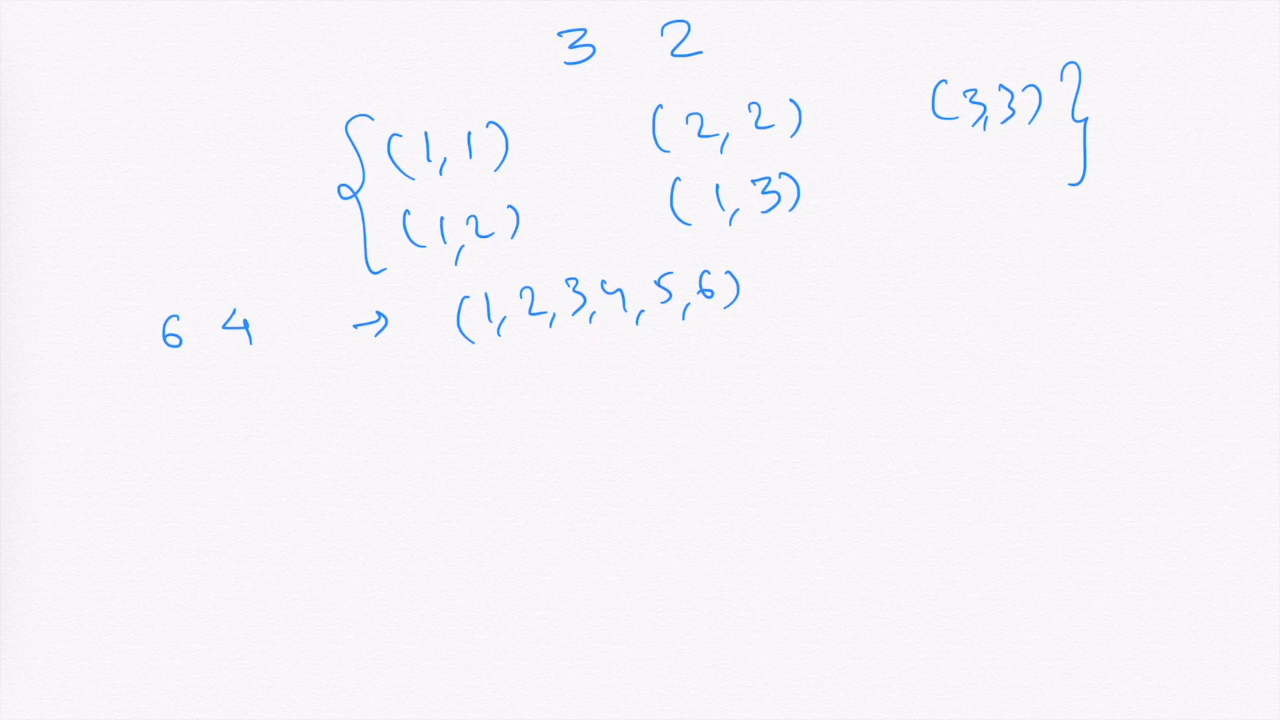 3 2
{(1,1) (2,2) (3,3)}
(1,2) (1,3)
6 4 → (1,2,3,4,5,6)